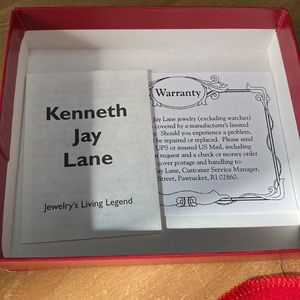 Kenneth
Jay
Lane
Jewelry's Living Legend
Warranty
Jay Lane jewelry (excluding watches)
covered by a manufacturer's limited
Should you experience a problem,
be repaired or replaced. Please send
UPS or insured US Mail, including
request and a check or money order
cover postage and handling to:
Lane, Customer Service Manager,
Street, Pawtucket, RI 02860.